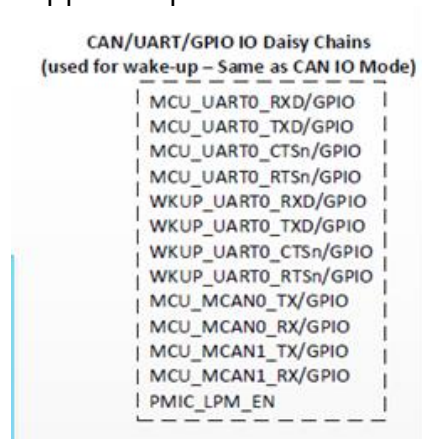 CAN/UART/GPIO IO Daisy Chains
(used for wake-up – Same as CAN IO Mode)
MCU_UART0_RXD/GPIO
MCU_UART0_TXD/GPIO
MCU_UART0_CTSn/GPIO
MCU_UART0_RTSn/GPIO
WKUP_UART0_RXD/GPIO
WKUP_UART0_TXD/GPIO
WKUP_UART0_CTSn/GPIO
WKUP_UART0_RTSn/GPIO
MCU_MCAN0_TX/GPIO
MCU_MCAN0_RX/GPIO
MCU_MCAN1_TX/GPIO
MCU_MCAN1_RX/GPIO
PMIC_LPM_EN